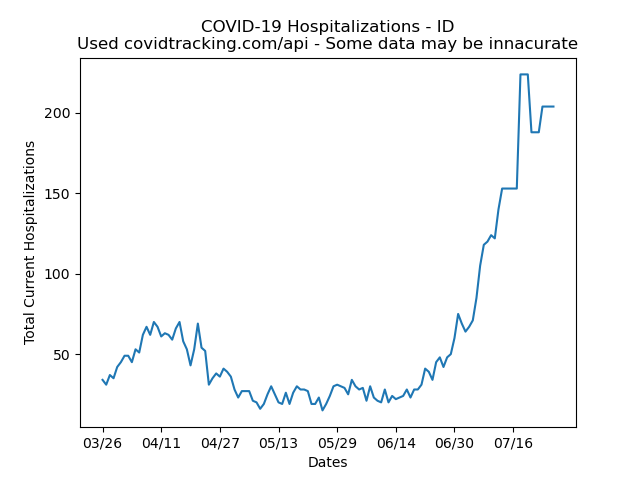 COVID-19 Hospitalizations - ID
Used covidtracking.com/api - Some data may be innacurate
Total Current Hospitalizations
200
150
100
50
03/26 04/11 04/27 05/13 05/29 06/14 06/30 07/16
Dates